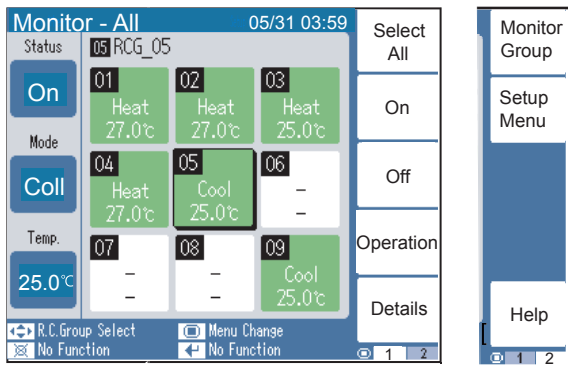 Monitor - All 05/31 03:59
Status
05 RCG_05
On
Mode
Coll
Temp.
25.0℃
01
Heat
27.0℃
02
Heat
27.0℃
03
Heat
25.0℃
04
Heat
27.0℃
05
Cool
25.0℃
06
–
–
07
–
–
08
–
–
09
Cool
25.0℃
R.C.Group Select
Menu Change
No Function
No Function
Select
All
On
Off
Operation
Details
1 2
Monitor
Group
Setup
Menu
Help
[
1 2